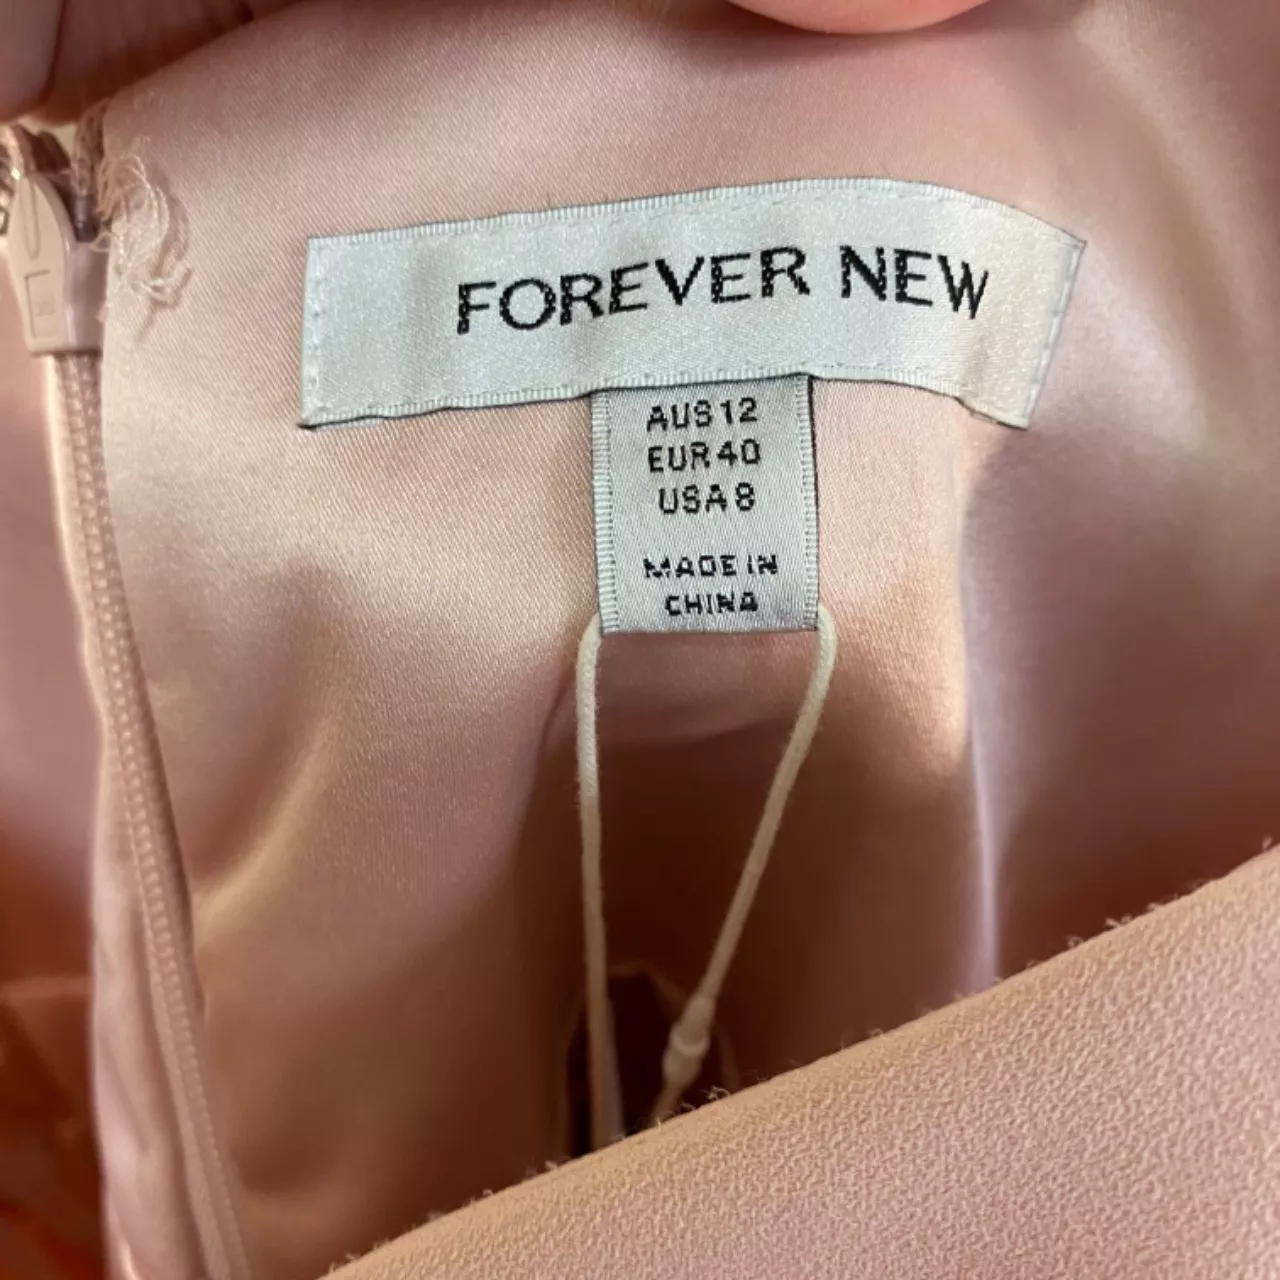 FOREVER NEW
AUS 12
EUR 40
USA 8
MADE IN
CHINA